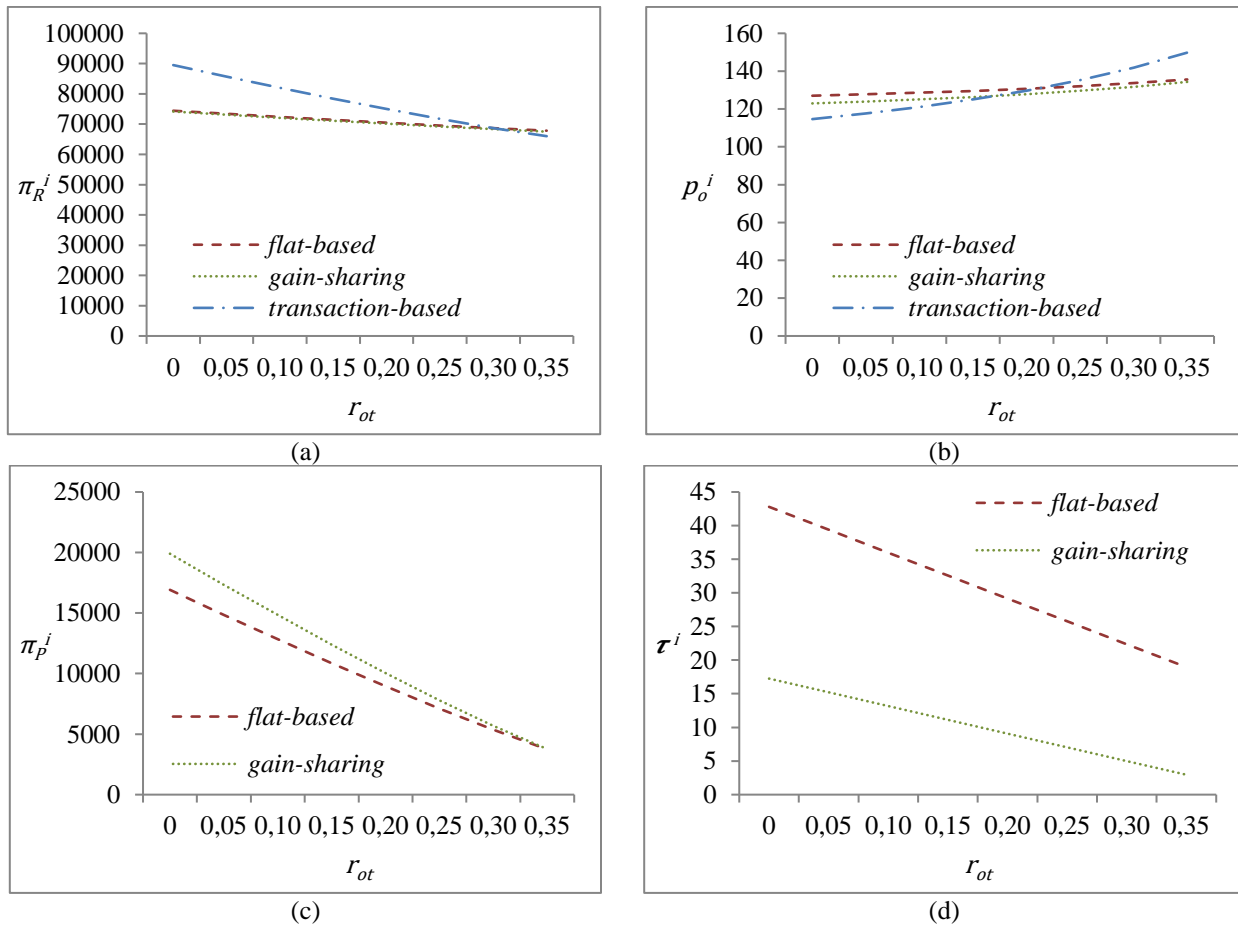 100000
90000
80000
70000
60000
50000
40000
30000
20000
10000
0
π_R^i
flat-based
gain-sharing
transaction-based
0 0,05 0,10 0,15 0,20 0,25 0,30 0,35
r_ot
(a)
160
140
120
100
80
60
40
20
0
p_o^i
flat-based
gain-sharing
transaction-based
0 0,05 0,10 0,15 0,20 0,25 0,30 0,35
r_ot
(b)
25000
20000
15000
10000
5000
0
π_P^i
flat-based
gain-sharing
0 0,05 0,10 0,15 0,20 0,25 0,30 0,35
r_ot
(c)
45
40
35
30
25
20
15
10
5
0
τ^i
flat-based
gain-sharing
0 0,05 0,10 0,15 0,20 0,25 0,30 0,35
r_ot
(d)